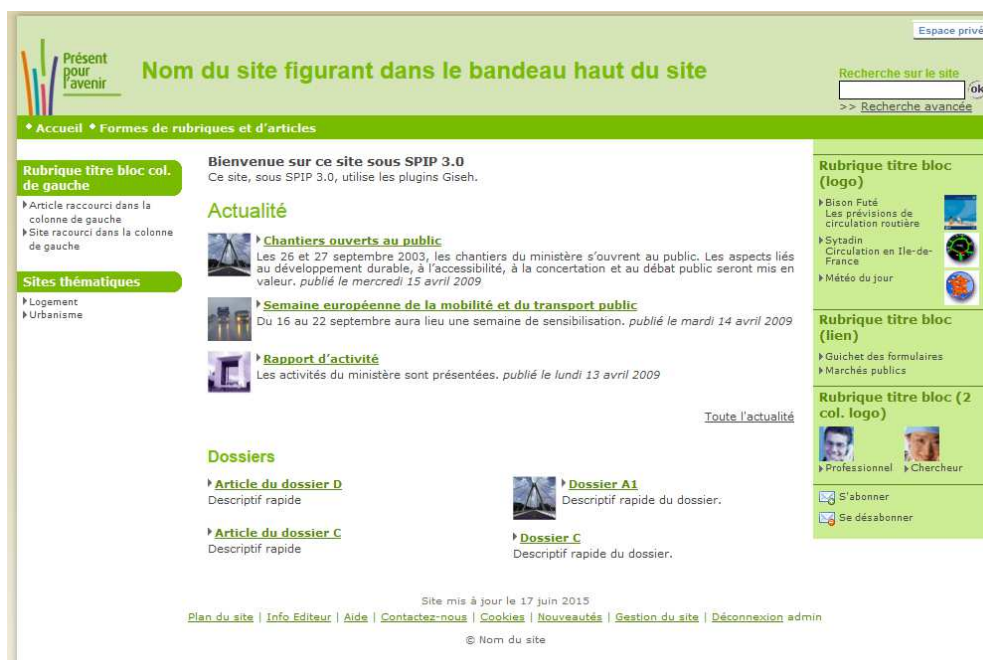 Espace privé
Présent
pour
l'avenir
Nom du site figurant dans le bandeau haut du site
Recherche sur le site
ok
>> Recherche avancée
Accueil Formes de rubriques et d'articles
Rubrique titre bloc col.
de gauche
Article raccourci dans la
colonne de gauche
Site racourci dans la colonne
de gauche
Sites thématiques
Logement
Urbanisme
Bienvenue sur ce site sous SPIP 3.0
Ce site, sous SPIP 3.0, utilise les plugins Giseh.
Actualité
Chantiers ouverts au public
Les 26 et 27 septembre 2003, les chantiers du ministère s'ouvrent au public. Les aspects liés
au développement durable, à l'accessibilité, à la concertation et au débat public seront mis en
valeur. publié le mercredi 15 avril 2009
Semaine européenne de la mobilité et du transport public
Du 16 au 22 septembre aura lieu une semaine de sensibilisation. publié le mardi 14 avril 2009
Rapport d'activité
Les activités du ministère sont présentées. publié le lundi 13 avril 2009
Toute l'actualité
Dossiers
Article du dossier D
Descriptif rapide
Article du dossier C
Descriptif rapide
Dossier A1
Descriptif rapide du dossier.
Dossier C
Descriptif rapide du dossier.
Rubrique titre bloc
(logo)
Bison Futé
Les prévisions de
circulation routière
Sytadin
Circulation en Ile-de-
France
Météo du jour
Rubrique titre bloc
(lien)
Guichet des formulaires
Marchés publics
Rubrique titre bloc (2
col. logo)
Professionnel Chercheur
S'abonner
Se désabonner
Site mis à jour le 17 juin 2015
Plan du site | Info Editeur | Aide | Contactez-nous | Cookies | Nouveautés | Gestion du site | Déconnexion admin
© Nom du site